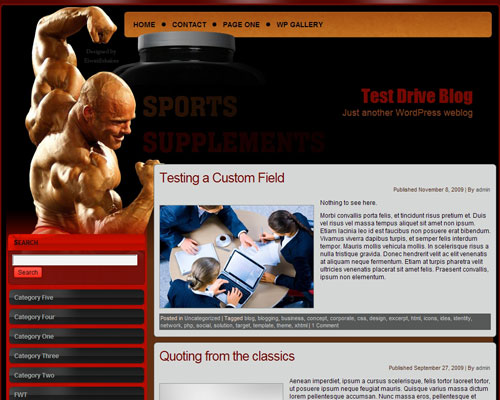 HOME CONTACT PAGE ONE WP GALLERY
Designed by
SPORTS
SUPPLEMENTS
Test Drive Blog
Just another WordPress weblog
Testing a Custom Field
Published November 8, 2009 | By admin
Nothing to see here.
Morbi convallis porta felis, et tincidunt risus pretium et. Duis
vel risus vel massa tempus aliquet sit amet non ipsum.
Etiam lacinia leo id est faucibus non posuere erat bibendum.
Vivamus viverra dapibus turpis, et semper felis interdum
tempor. Mauris mollis vehicula mollis. In scelerisque risus a
nulla tristique gravida. Donec hendrerit velit ac elit venenatis
at aliquam neque fermentum. Etiam at turpis pharetra velit
ultricies venenatis placerat sit amet felis. Praesent convallis,
ipsum non elementum.
Posted in Uncategorized | Tagged blog, blogging, business, concept, corporate, css, design, excerpt, html, icons, idea, identity,
network, php, social, solution, target, template, theme, xhtml | 1 Comment
SEARCH
Search
Category Five
Category Four
Category One
Category Three
Category Two
FWT
Quoting from the classics
Published September 27, 2009 | By admin
Aenean imperdiet, ipsum a cursus scelerisque, felis tortor laoreet tortor,
ut posuere ipsum neque feugiat mauris. Quisque varius massa dictum
lorem pellentesque accumsan. Nunc massa eros, pellentesque et